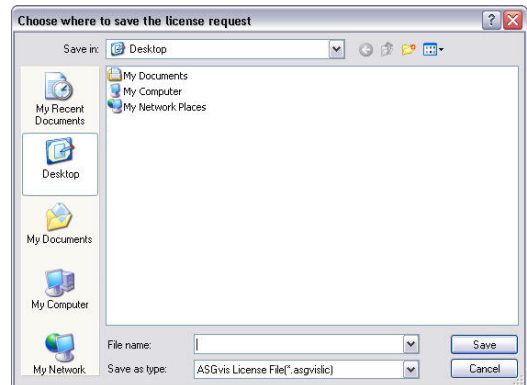 Choose where to save the license request
Save in:
Desktop
My Recent
Documents
Desktop
My Documents
My Computer
My Network
My Documents
My Computer
My Network Places
File name:
Save
Save as type:
ASGvis License File(*.asgvislic)
Cancel